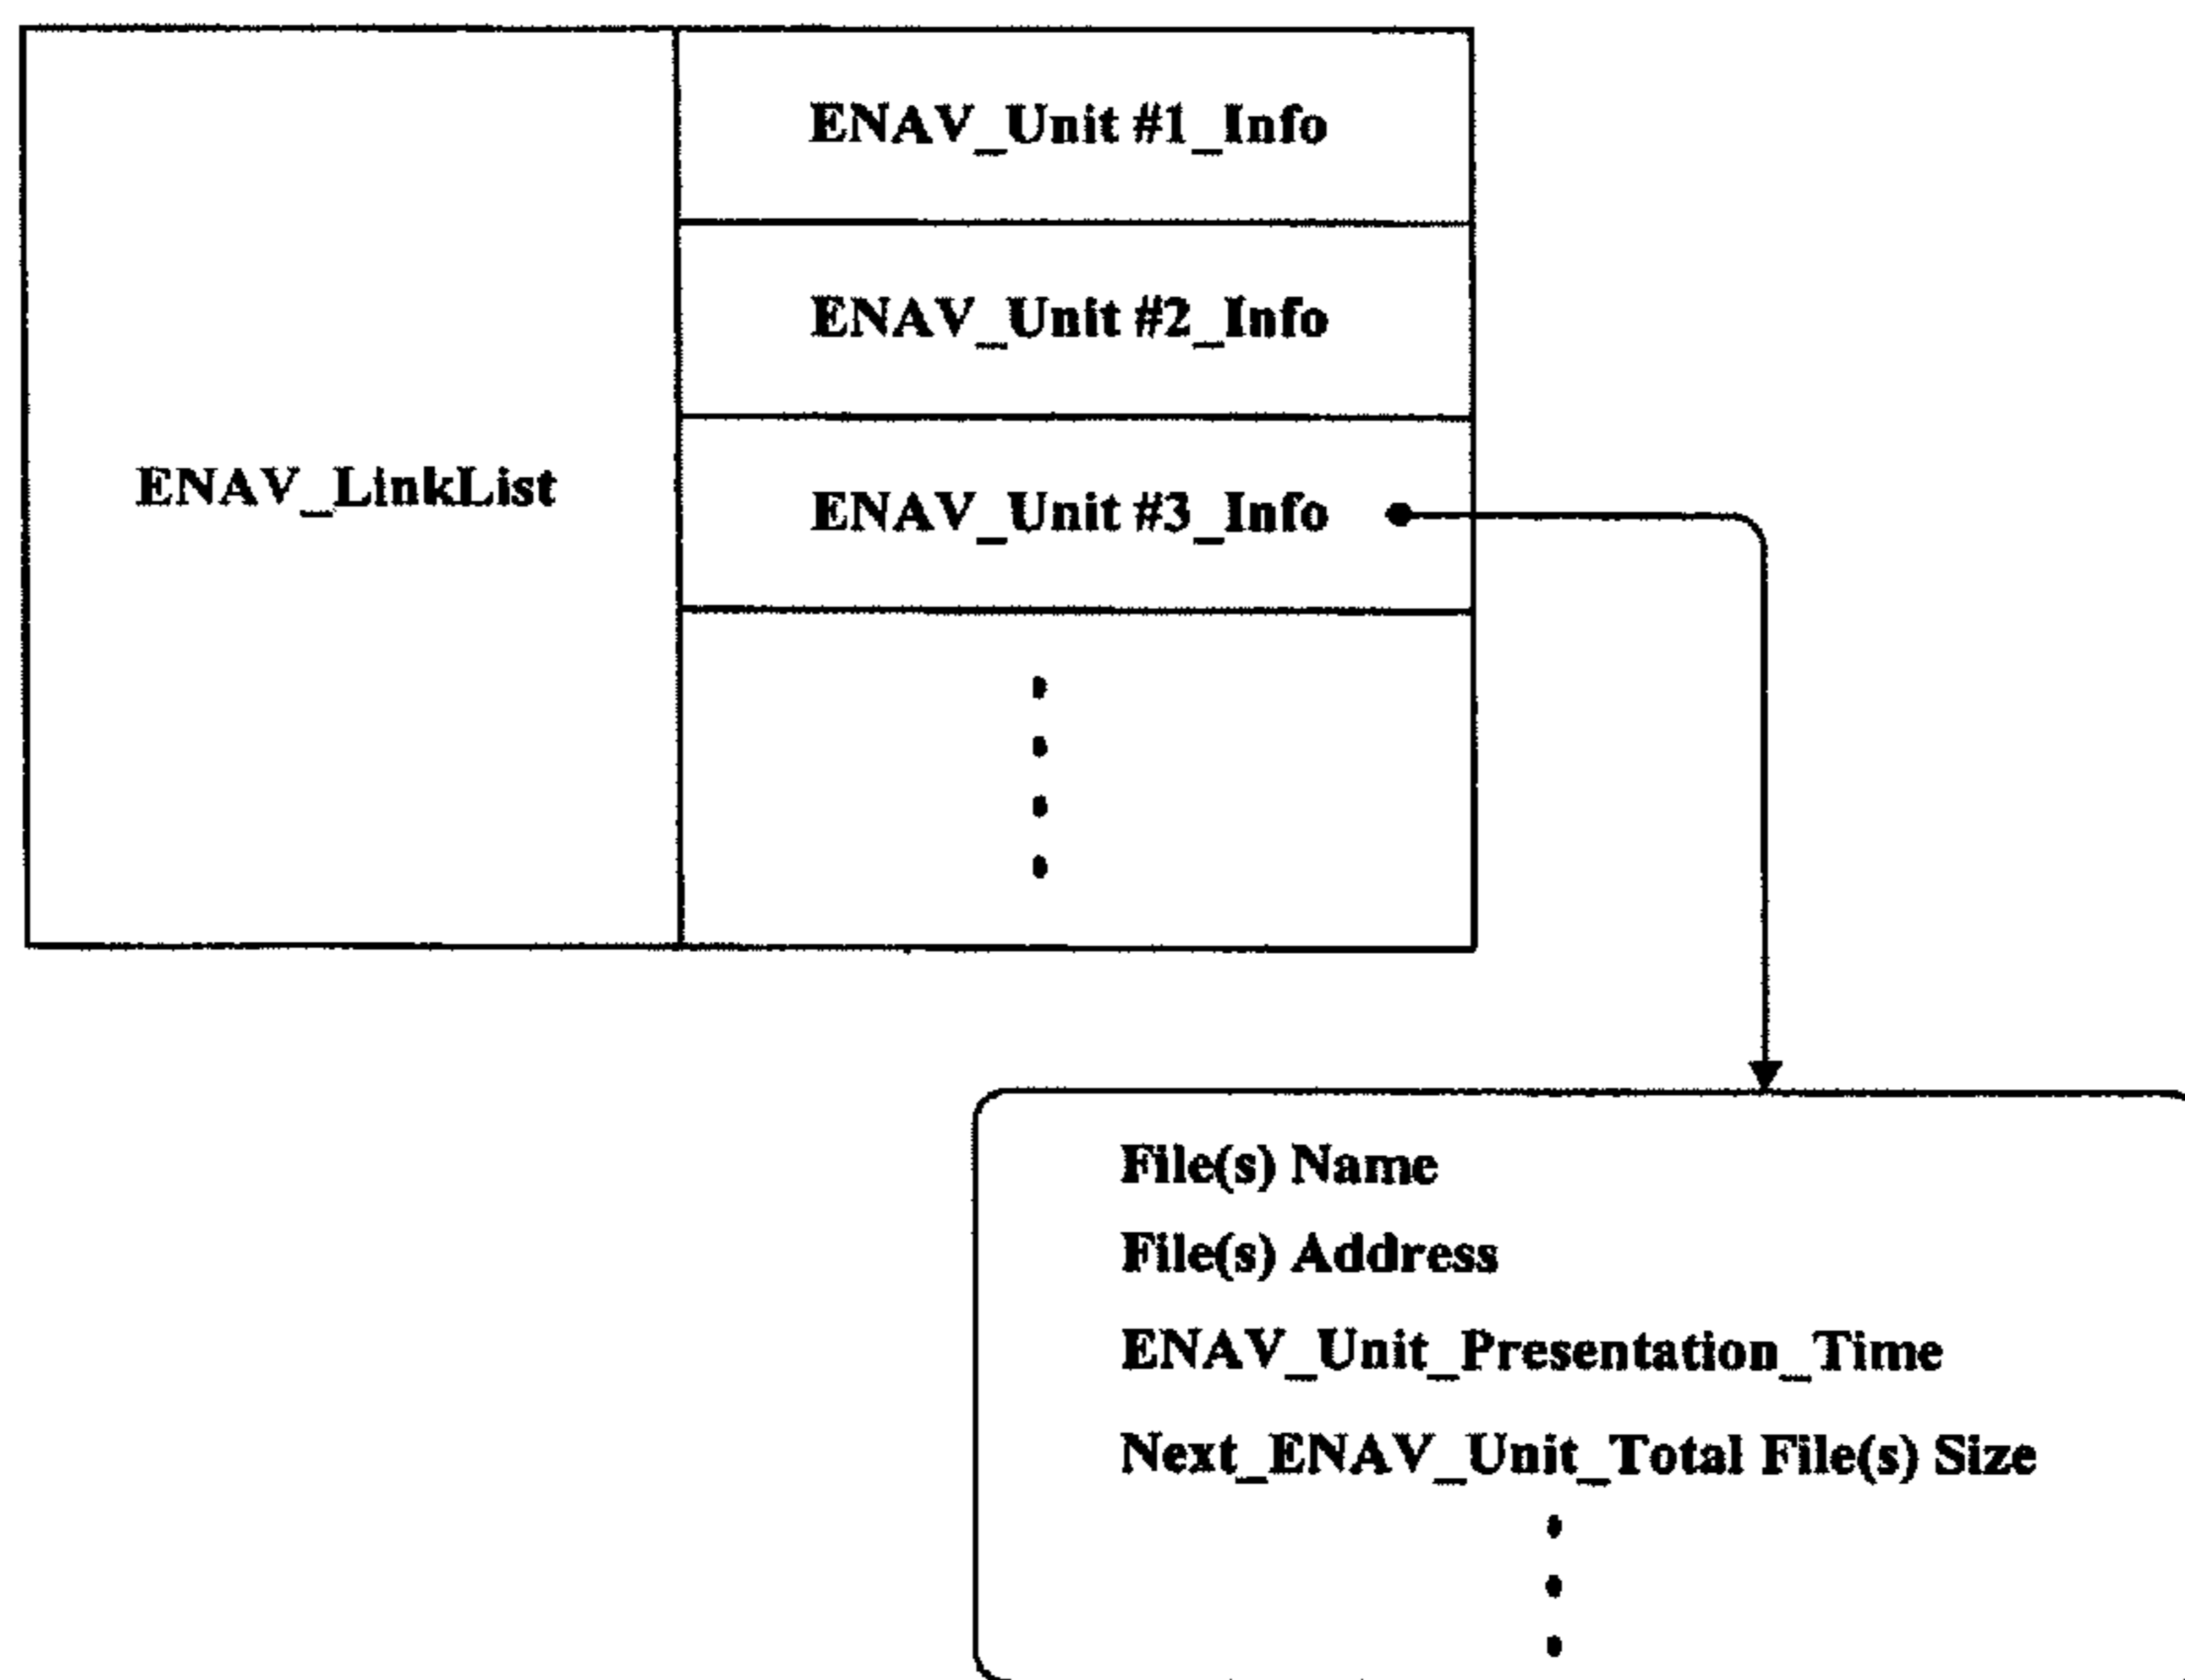 ENAV_Unit #1_Info
ENAV_Unit #2_Info
ENAV_LinkList
ENAV_Unit #3_Info
File(s) Name
File(s) Address
ENAV_Unit_Presentation_Time
Next_ENAV_Unit_Total File(s) Size